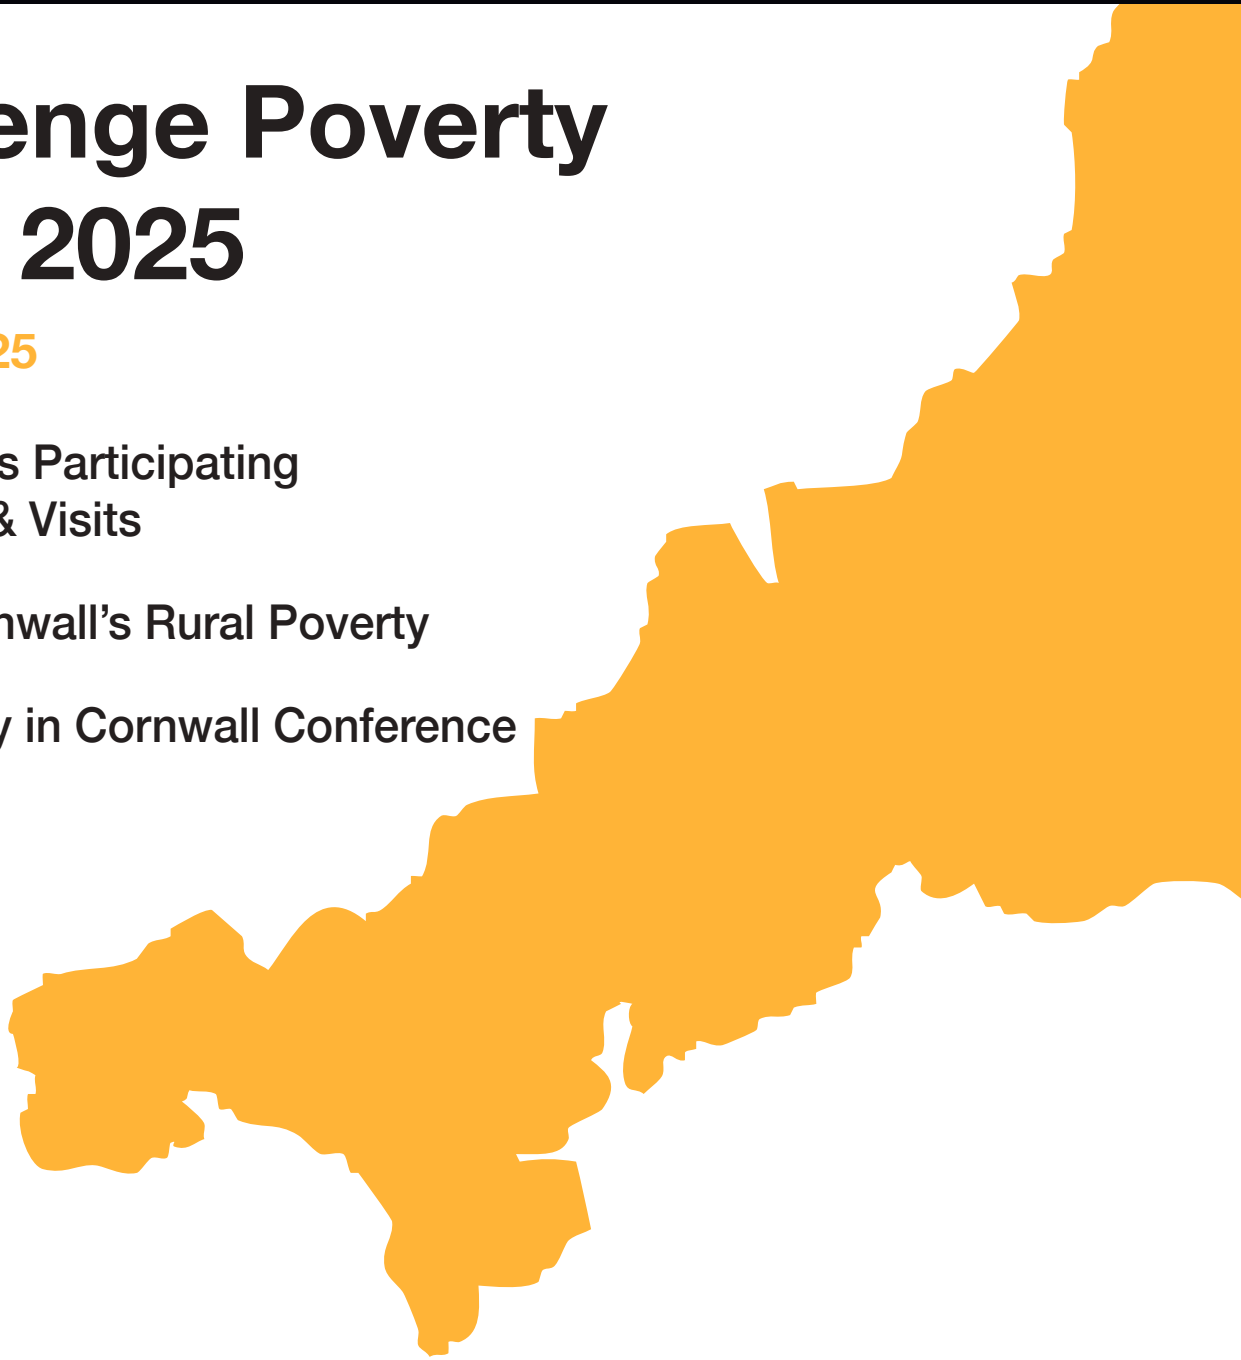 enge Poverty
2025
25
s Participating
& Visits
nwall’s Rural Poverty
y in Cornwall Conference